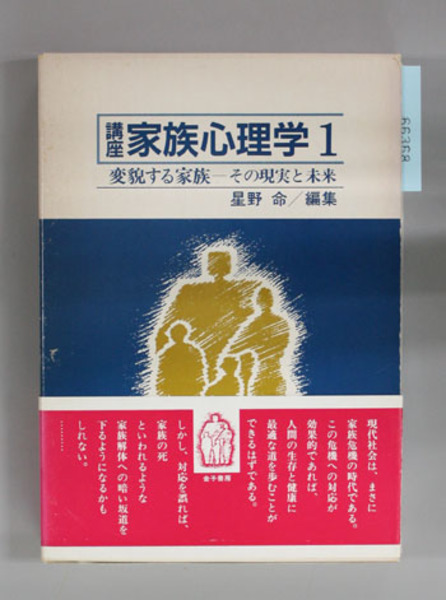 講座 家族心理学 1
変貌する家族―その現実と未来
星野 命/編集
66368
現代社会は、まさに
家族危機の時代である。
この危機への対応が
効果的であれば、
人間の生存と健康に
最適な道を歩むことが
できるはずである。
金子書房
しかし、対応を誤れば、
家族の死
といわれるような
家族解体への暗い坂道を
下るようになるかも
しれない。
…………